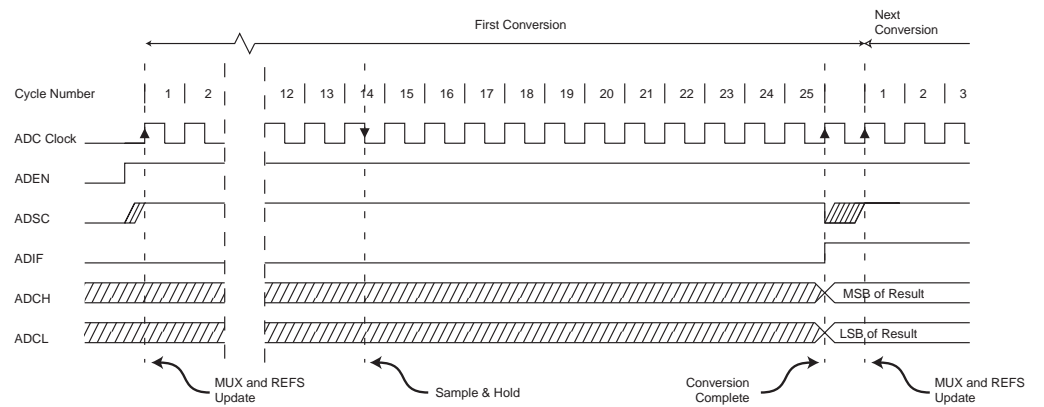 First Conversion
Next
Conversion
Cycle Number 1 2 12 13 14 15 16 17 18 19 20 21 22 23 24 25 1 2 3
ADC Clock
ADEN
ADSC
ADIF
ADCH MSB of Result
ADCL LSB of Result
MUX and REFS
Update
Sample & Hold
Conversion
Complete
MUX and REFS
Update